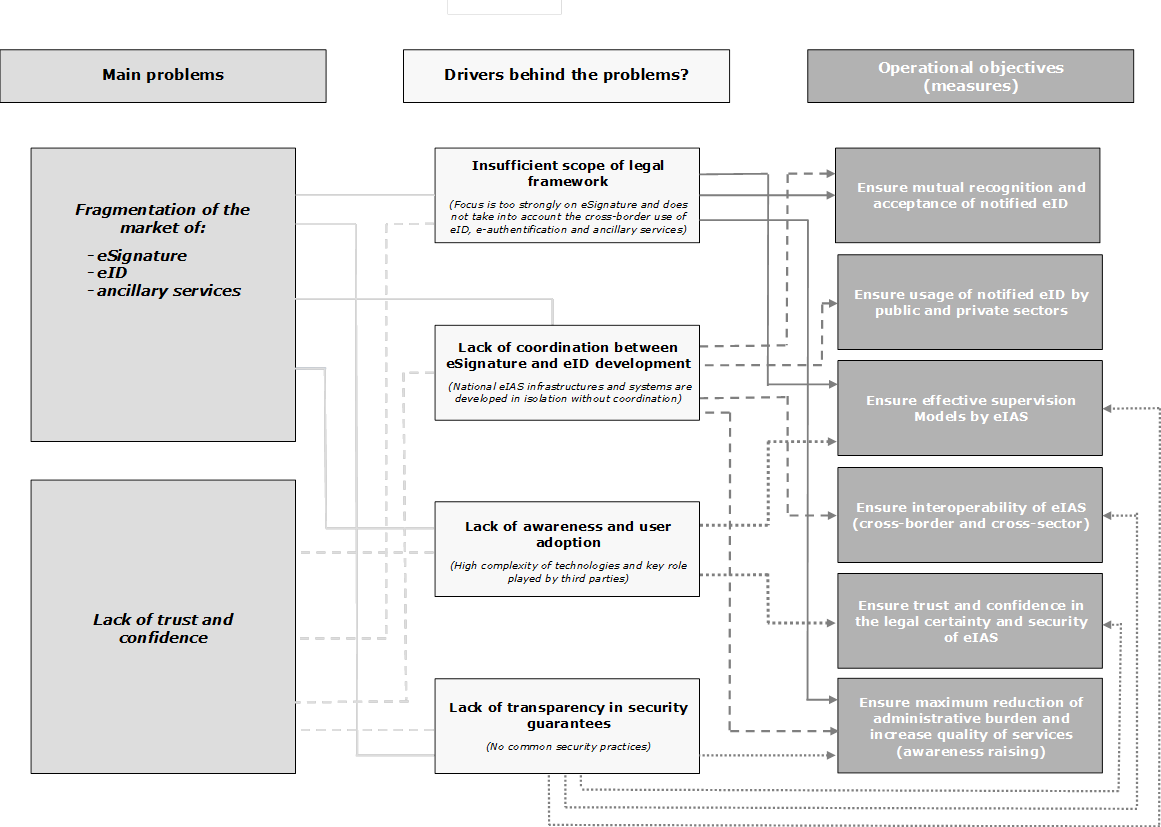 Main problems
Drivers behind the problems?
Operational objectives
(measures)
Fragmentation of the
market of:
- eSignature
- eID
- ancillary services
Lack of trust and
confidence
Insufficient scope of legal
framework
(Focus is too strongly on eSignature and does
not take into account the cross-border use of
eID, e-authentification and ancillary services)
Lack of coordination between
eSignature and eID development
(National eIAS infrastructures and systems are
developed in isolation without coordination)
Lack of awareness and user
adoption
(High complexity of technologies and key role
played by third parties)
Lack of transparency in security
guarantees
(No common security practices)
Ensure mutual recognition and
acceptance of notified eID
Ensure usage of notified eID by
public and private sectors
Ensure effective supervision
Models by eIAS
Ensure interoperability of eIAS
(cross-border and cross-sector)
Ensure trust and confidence in
the legal certainty and security
of eIAS
Ensure maximum reduction of
administrative burden and
increase quality of services
(awareness raising)